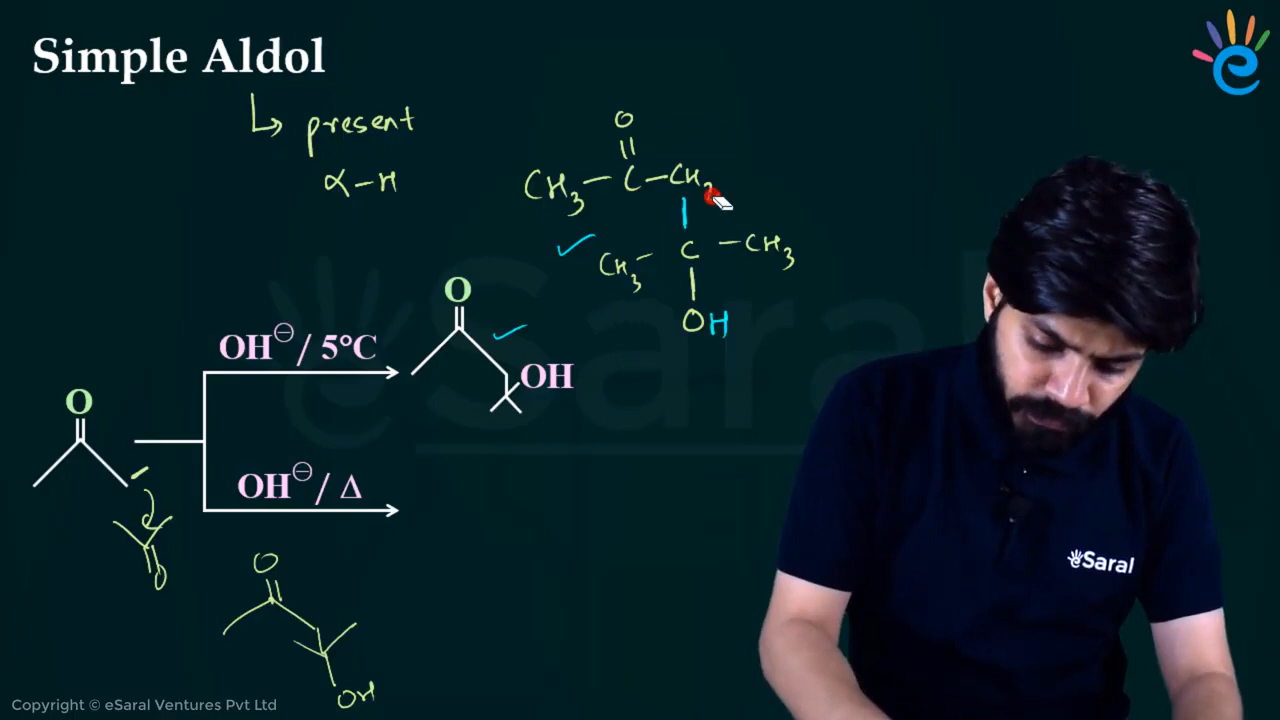 Simple Aldol
↳ present
α-H
O
CH3-C-CH2
CH3-C-CH3
OH
O
OH⊖/ 5°C
OH
O
OH⊖/ Δ
O
O
OH
eSaral
eSaral
Copyright © eSaral Ventures Pvt Ltd